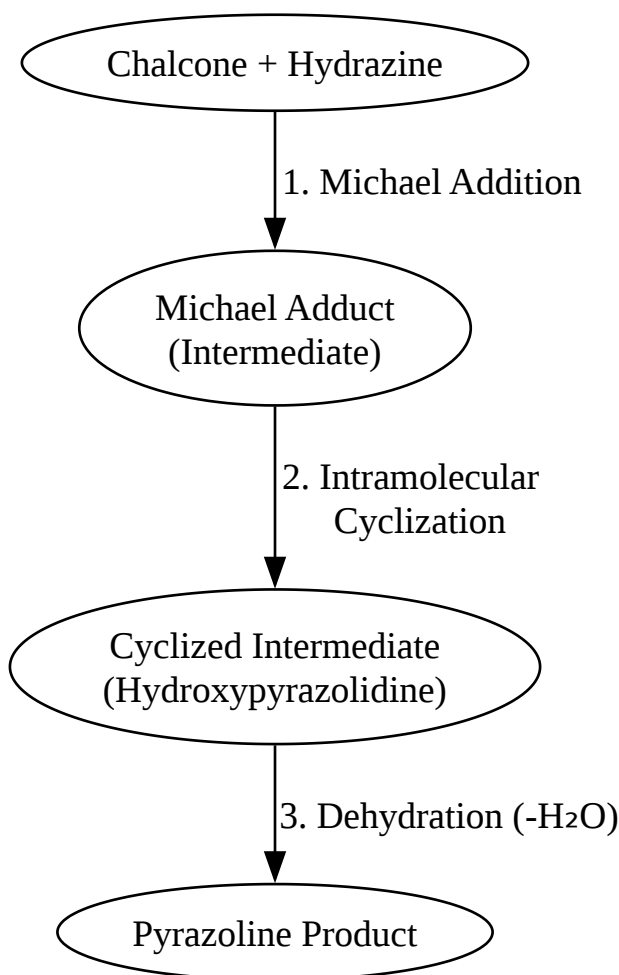 Chalcone + Hydrazine
1. Michael Addition
Michael Adduct
(Intermediate)
2. Intramolecular
Cyclization
Cyclized Intermediate
(Hydroxypyrazolidine)
3. Dehydration (-H₂O)
Pyrazoline Product